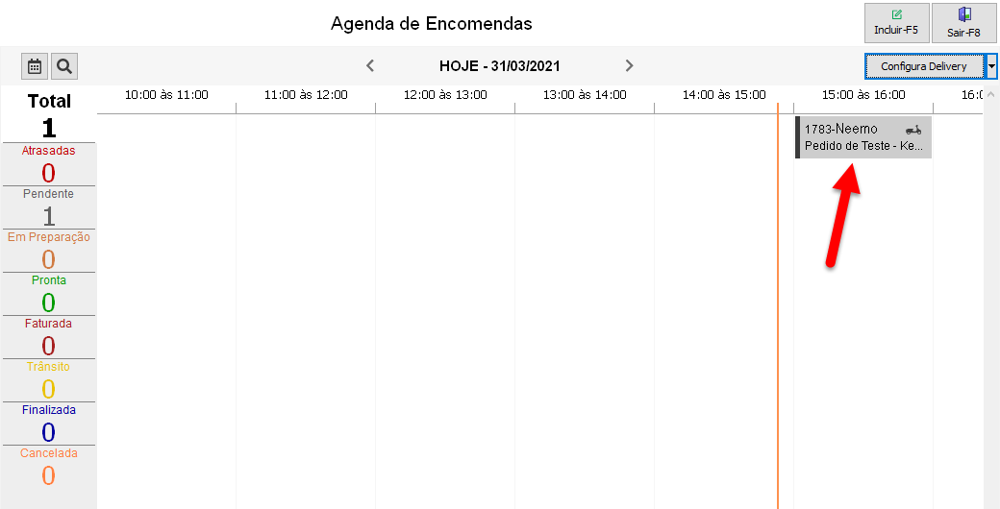 Agenda de Encomendas
Incluir-F5
Sair-F8
HOJE - 31/03/2021
Configura Delivery
Total
1
10:00 às 11:00
11:00 às 12:00
12:00 às 13:00
13:00 às 14:00
14:00 às 15:00
15:00 às 16:00
16:0
1783-Neemo
Pedido de Teste - Ke...
Atrasadas
0
Pendente
1
Em Preparação
0
Pronta
0
Faturada
0
Trânsito
0
Finalizada
0
Cancelada
0